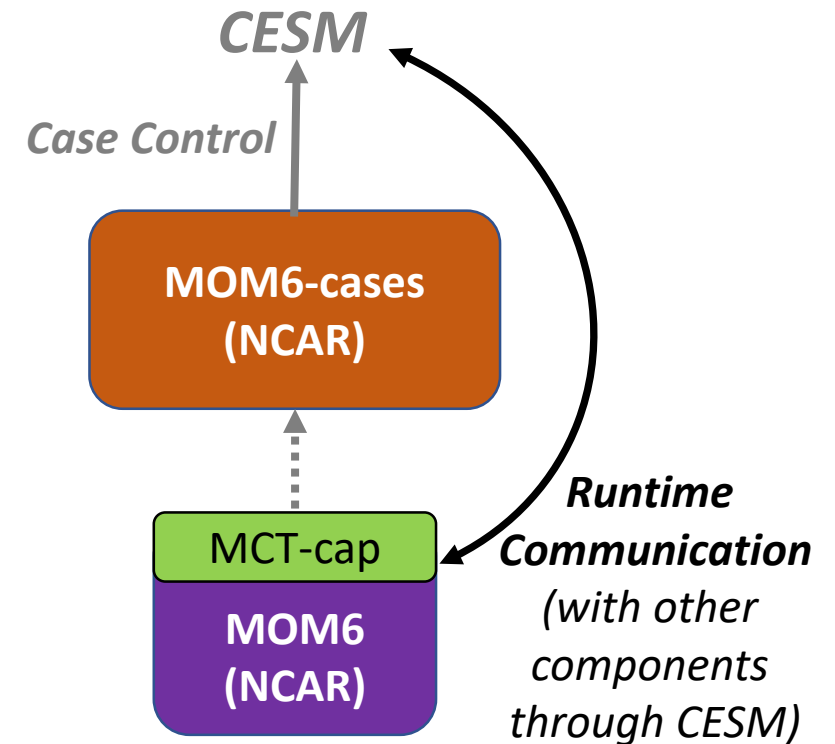 CESM
Case Control
MOM6-cases
(NCAR)
MCT-cap
MOM6
(NCAR)
Runtime
Communication
(with other
components
through CESM)